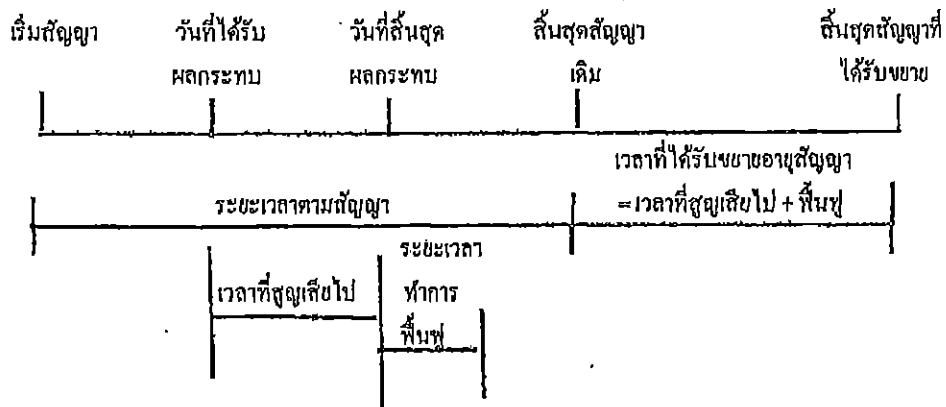 เริ่มสัญญา วันที่ได้รับ วันที่สิ้นสุด สิ้นสุดสัญญา สิ้นสุดสัญญาที่
ผลกระทบ ผลกระทบ เดิม ได้รับขยาย
เวลาที่ได้รับขยายอายุสัญญา
ระยะเวลาตามสัญญา =เวลาที่สูญเสียไป + ฟื้นฟู
ระยะเวลา
เวลาที่สูญเสียไป ทำการ
ฟื้นฟู